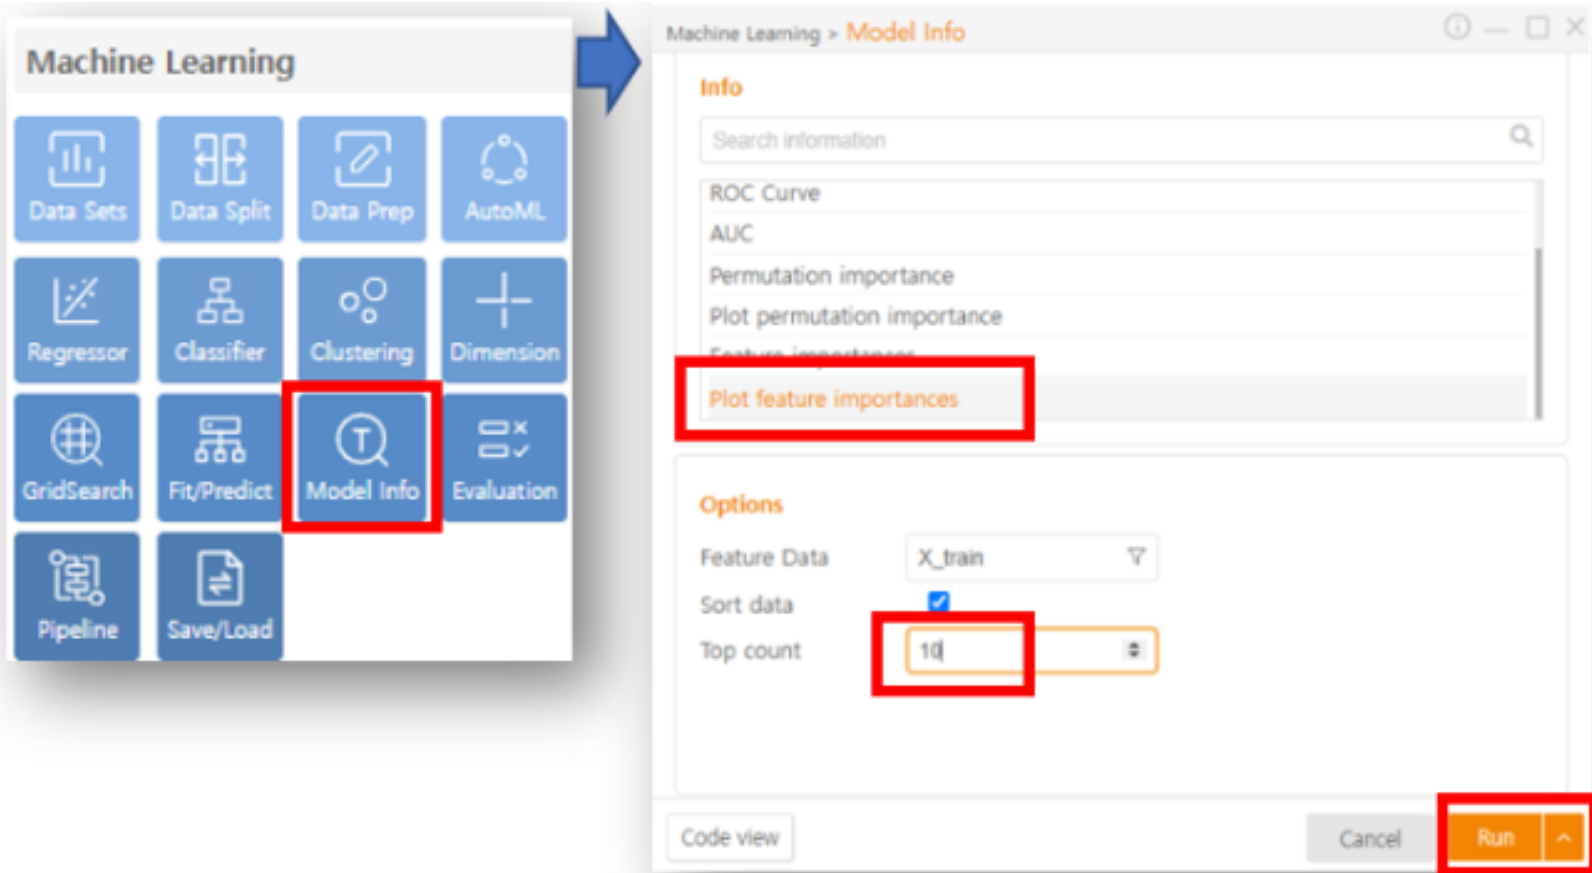 Machine Learning
Data Sets
Data Split
Data Prep
AutoML
Regressor
Classifier
Clustering
Dimension
GridSearch
Fit/Predict
Model Info
Evaluation
Pipeline
Save/Load
Machine Learning > Model Info
Info
Search information
ROC Curve
AUC
Permutation importance
Plot permutation importance
Feature importances
Plot feature importances
Options
Feature Data
X_train
Sort data
Top count
10
Code view
Cancel
Run